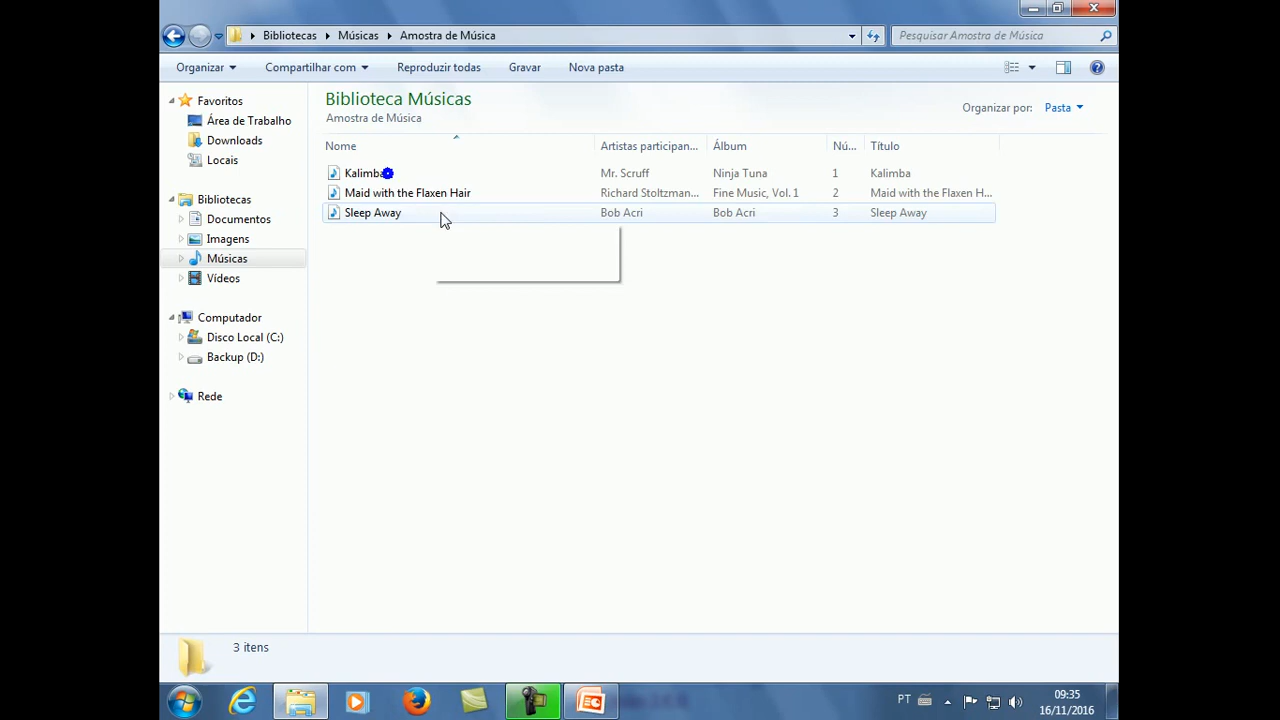 Bibliotecas Músicas Amostra de Música
Pesquisar Amostra de Música
Organizar Compartilhar com Reproduzir todas Gravar Nova pasta
Favoritos
Área de Trabalho
Downloads
Locais
Bibliotecas
Documentos
Imagens
Músicas
Vídeos
Computador
Disco Local (C:)
Backup (D:)
Rede
Biblioteca Músicas
Amostra de Música
Organizar por: Pasta
Nome Artistas participan... Álbum Nú... Título
Kalimba Mr. Scruff Ninja Tuna 1 Kalimba
Maid with the Flaxen Hair Richard Stoltzman... Fine Music, Vol. 1 2 Maid with the Flaxen H...
Sleep Away Bob Acri Bob Acri 3 Sleep Away
3 itens
PT
09:35
16/11/2016